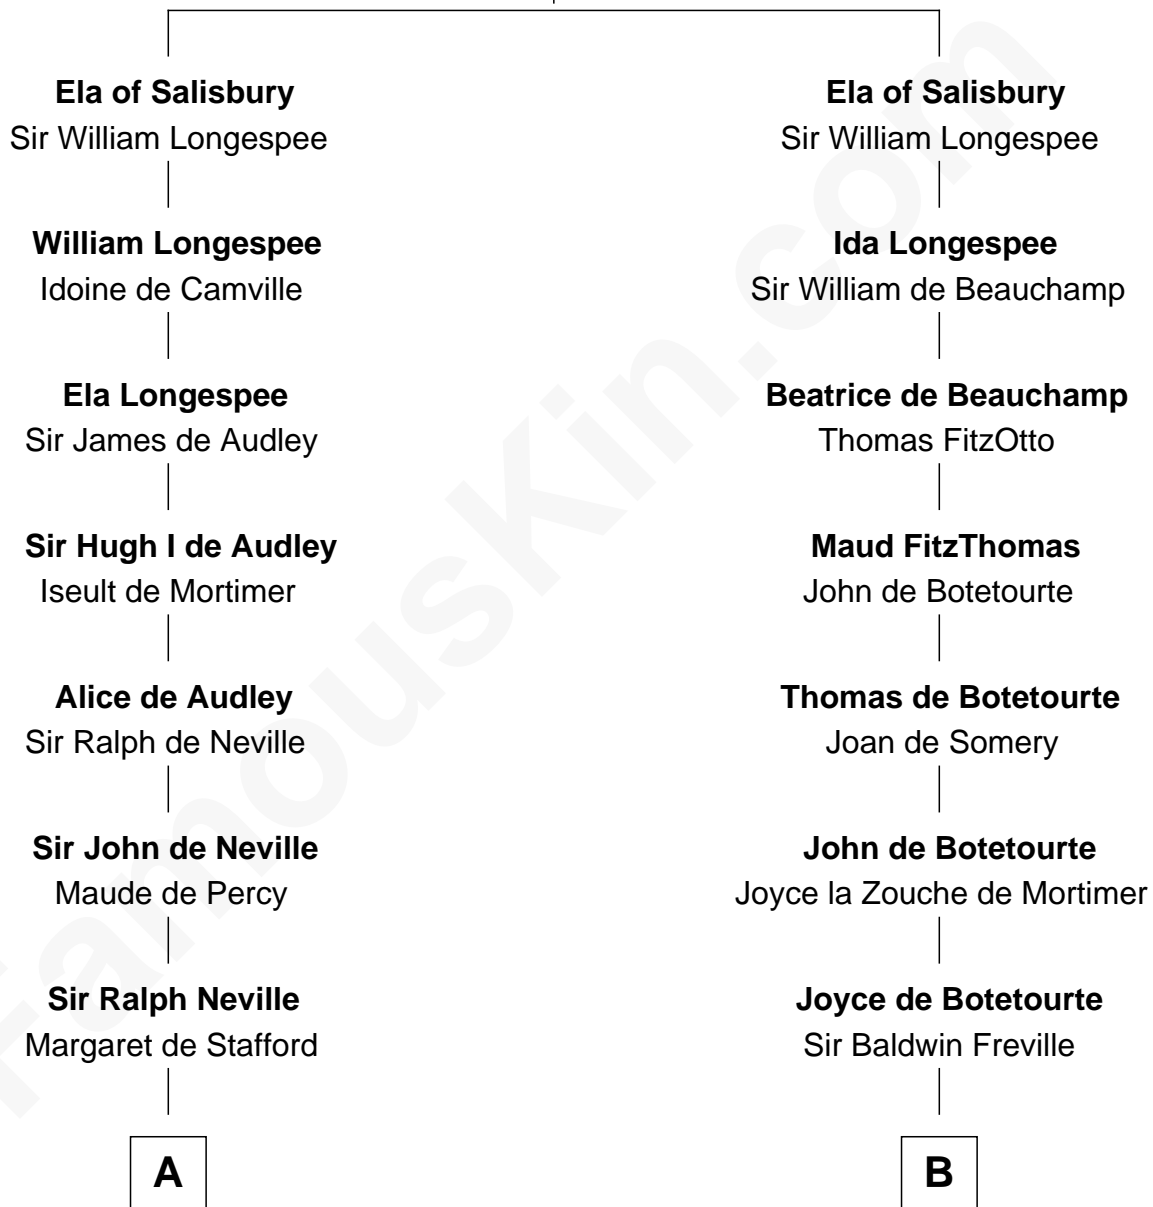 Ela of Salisbury
Sir William Longespee
William Longespee
Idoine de Camville
Ela Longespee
Sir James de Audley
Sir Hugh I de Audley
Iseult de Mortimer
Alice de Audley
Sir Ralph de Neville
Sir John de Neville
Maude de Percy
Sir Ralph Neville
Margaret de Stafford
A
Ela of Salisbury
Sir William Longespee
Ida Longespee
Sir William de Beauchamp
Beatrice de Beauchamp
Thomas FitzOtto
Maud FitzThomas
John de Botetourte
Thomas de Botetourte
Joan de Somery
John de Botetourte
Joyce la Zouche de Mortimer
Joyce de Botetourte
Sir Baldwin Freville
B
FamousKin.com